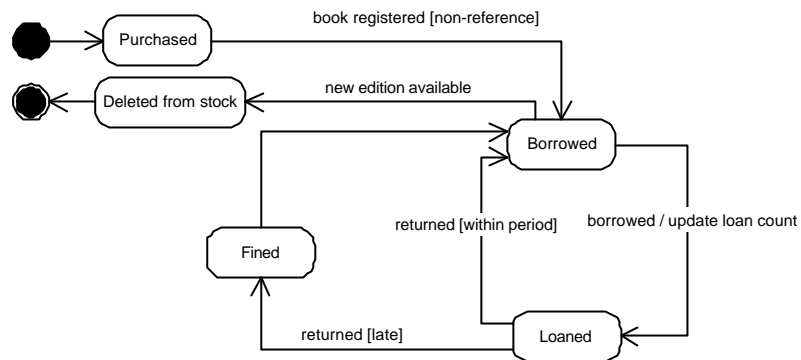 book registered [non-reference]
Purchased
new edition available
Deleted from stock
Borrowed
returned [within period]
borrowed / update loan count
Fined
returned [late]
Loaned